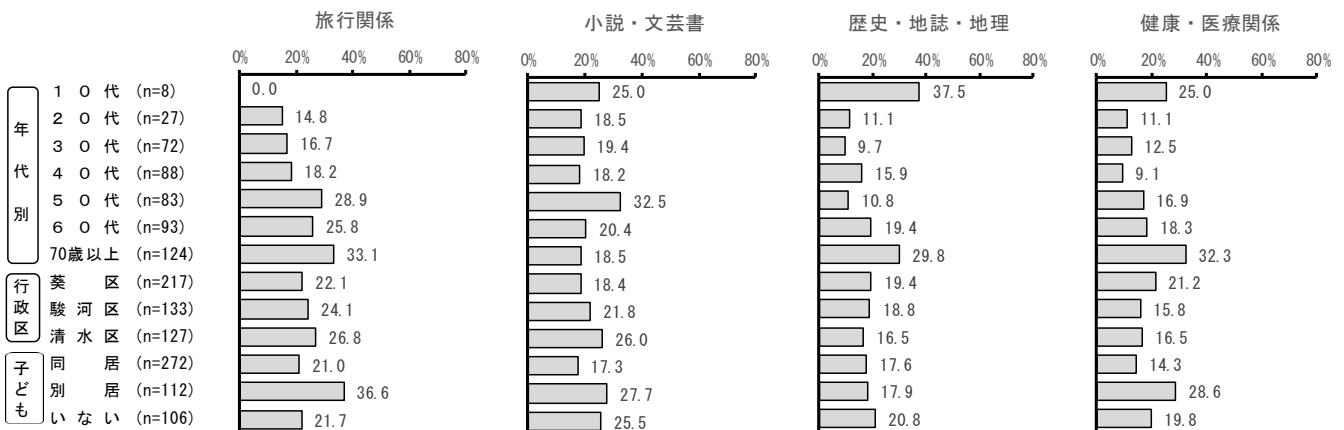 旅行関係 小説・文芸書 歴史・地誌・地理 健康・医療関係
0% 20% 40% 60% 80% 0% 20% 40% 60% 80% 0% 20% 40% 60% 80% 0% 20% 40% 60% 80%
年代別
１０代 (n=8) 0.0 25.0 37.5 25.0
２０代 (n=27) 14.8 18.5 11.1 11.1
３０代 (n=72) 16.7 19.4 9.7 12.5
４０代 (n=88) 18.2 18.2 15.9 9.1
５０代 (n=83) 28.9 32.5 10.8 16.9
６０代 (n=93) 25.8 20.4 19.4 18.3
70歳以上 (n=124) 33.1 18.5 29.8 32.3
行政区
葵区 (n=217) 22.1 18.4 19.4 21.2
駿河区 (n=133) 24.1 21.8 18.8 15.8
清水区 (n=127) 26.8 26.0 16.5 16.5
子ども
同居 (n=272) 21.0 17.3 17.6 14.3
別居 (n=112) 36.6 27.7 17.9 28.6
いない (n=106) 21.7 25.5 20.8 19.8